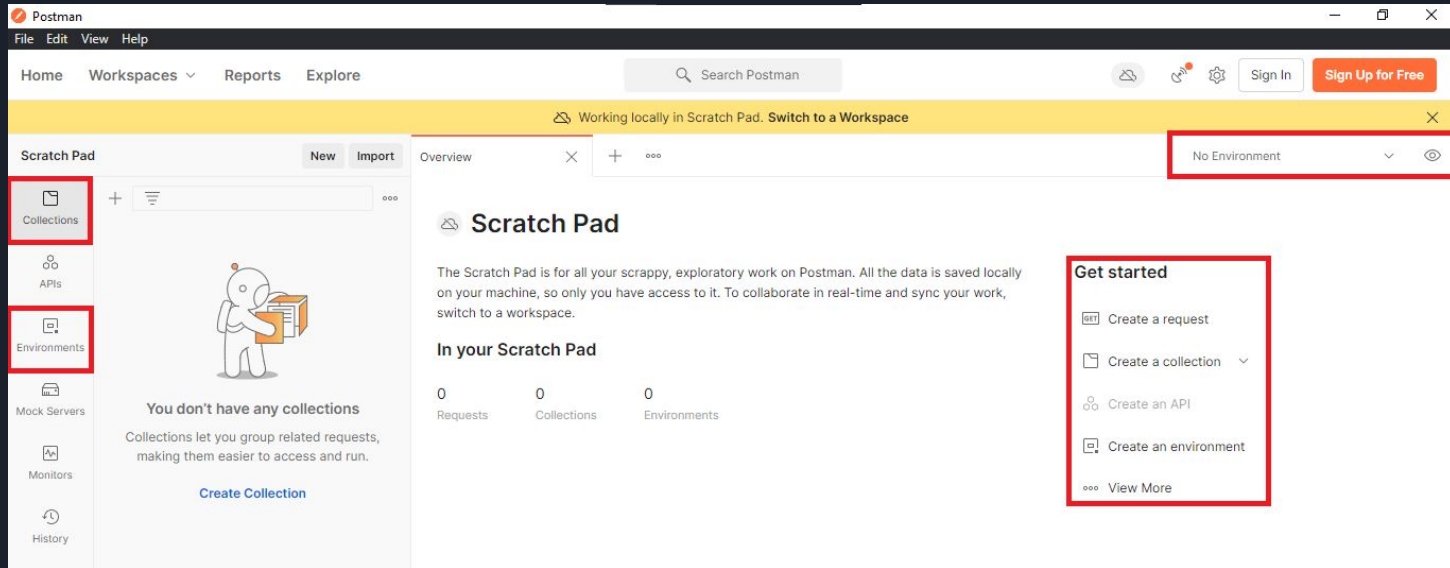 Postman
File Edit View Help
Home Workspaces Reports Explore Search Postman Sign In Sign Up for Free
Working locally in Scratch Pad. Switch to a Workspace
Scratch Pad New Import Overview No Environment
Collections
APIs
Environments
Mock Servers
Monitors
History
You don't have any collections
Collections let you group related requests,
making them easier to access and run.
Create Collection
Scratch Pad
The Scratch Pad is for all your scrappy, exploratory work on Postman. All the data is saved locally
on your machine, so only you have access to it. To collaborate in real-time and sync your work,
switch to a workspace.
In your Scratch Pad
0 0 0
Requests Collections Environments
Get started
GET Create a request
Create a collection
Create an API
Create an environment
View More